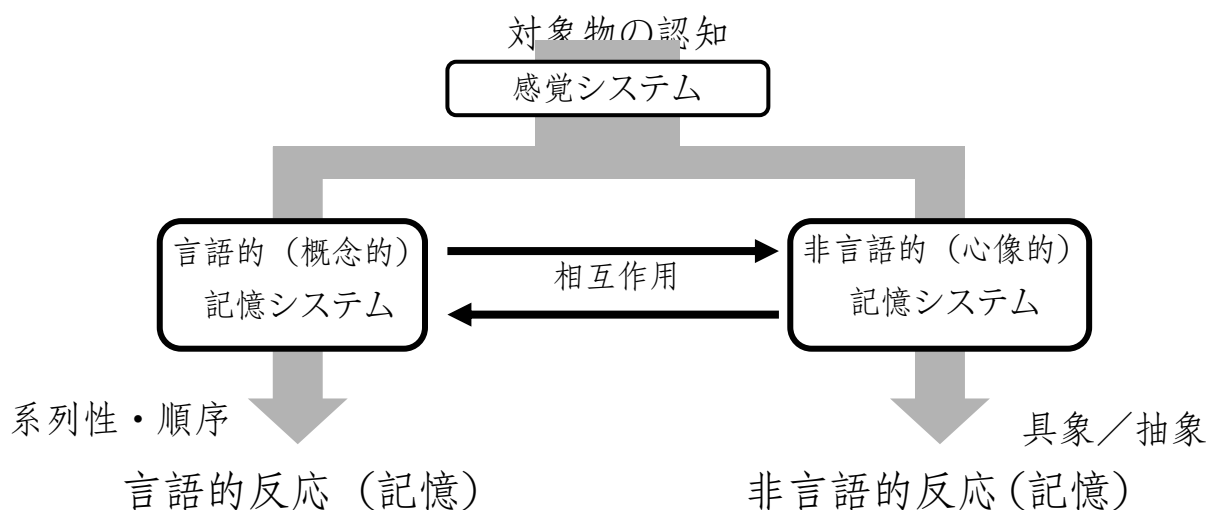 対象物の認知
感覚システム
言語的（概念的）
記憶システム
相互作用
非言語的（心像的）
記憶システム
系列性・順序
具象／抽象
言語的反応（記憶）
非言語的反応（記憶）